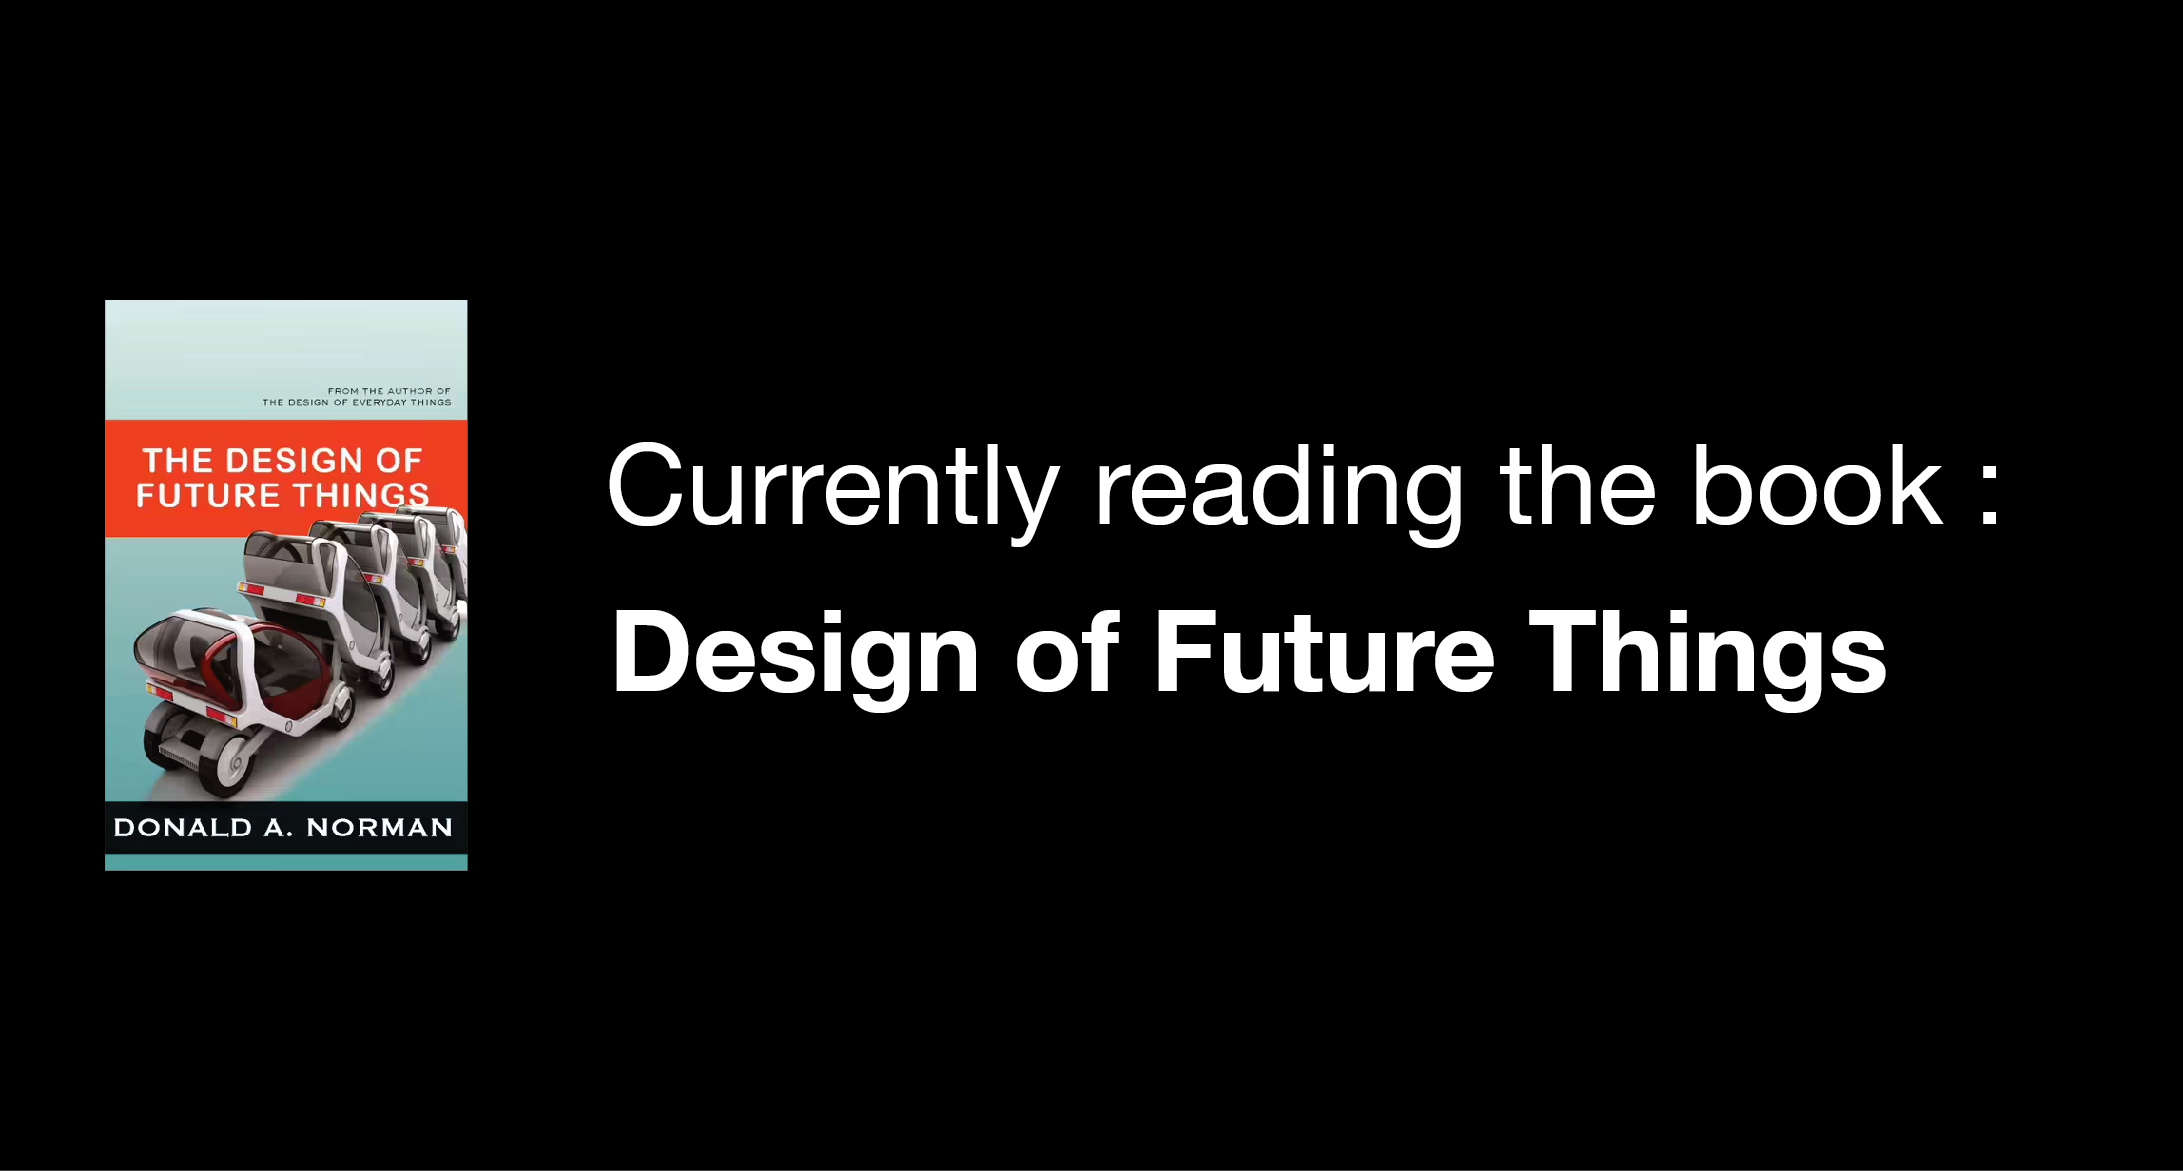 FROM THE AUTHOR OF
THE DESIGN OF EVERYDAY THINGS
THE DESIGN OF
FUTURE THINGS
DONALD A. NORMAN
Currently reading the book :
Design of Future Things